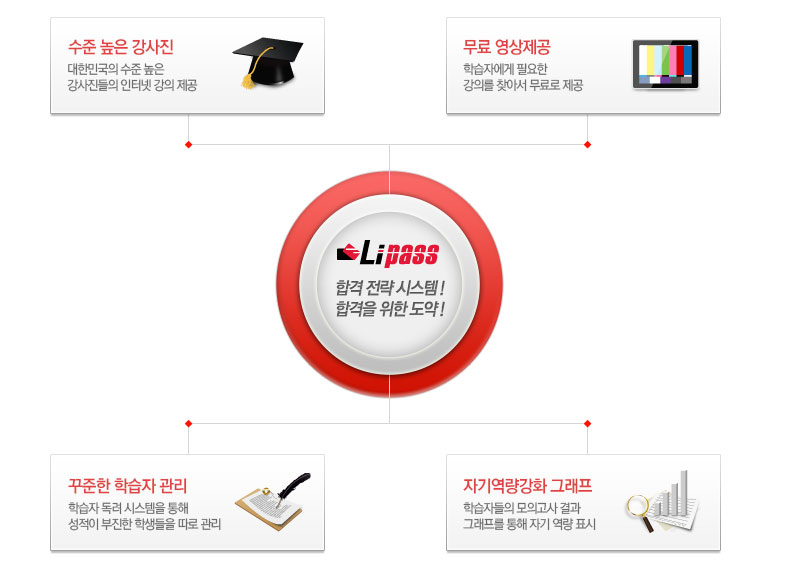 수준 높은 강사진
대한민국의 수준 높은
강사진들의 인터넷 강의 제공
무료 영상제공
학습자에게 필요한
강의를 찾아서 무료로 제공
Lipass
합격 전략 시스템!
합격을 위한 도약!
꾸준한 학습자 관리
학습자 독려 시스템을 통해
성적이 부진한 학생들을 따로 관리
자기역량강화 그래프
학습자들의 모의고사 결과
그래프를 통해 자기 역량 표시